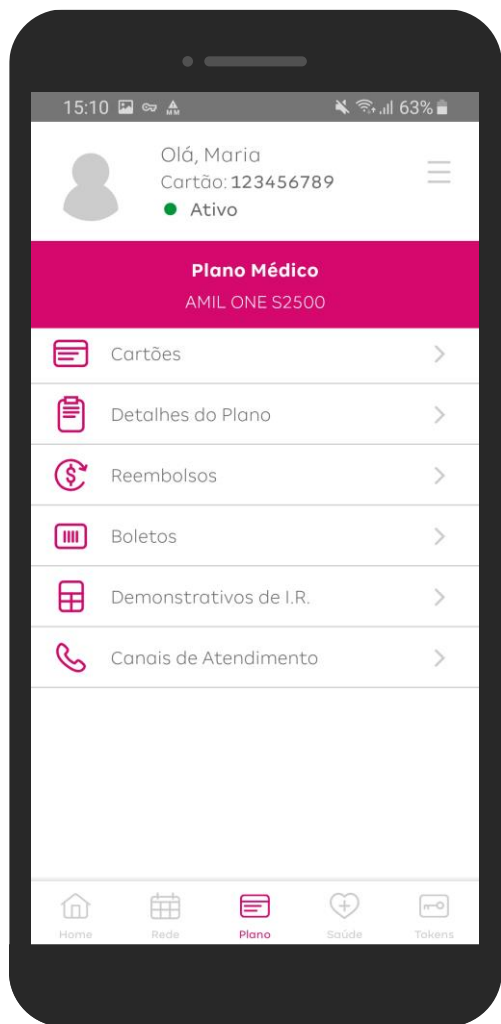 15:10 63%
Olá, Maria
Cartão: 123456789
Ativo
Plano Médico
AMIL ONE S2500
Cartões
Detalhes do Plano
Reembolsos
Boletos
Demonstrativos de I.R.
Canais de Atendimento
Home Rede Plano Saúde Tokens